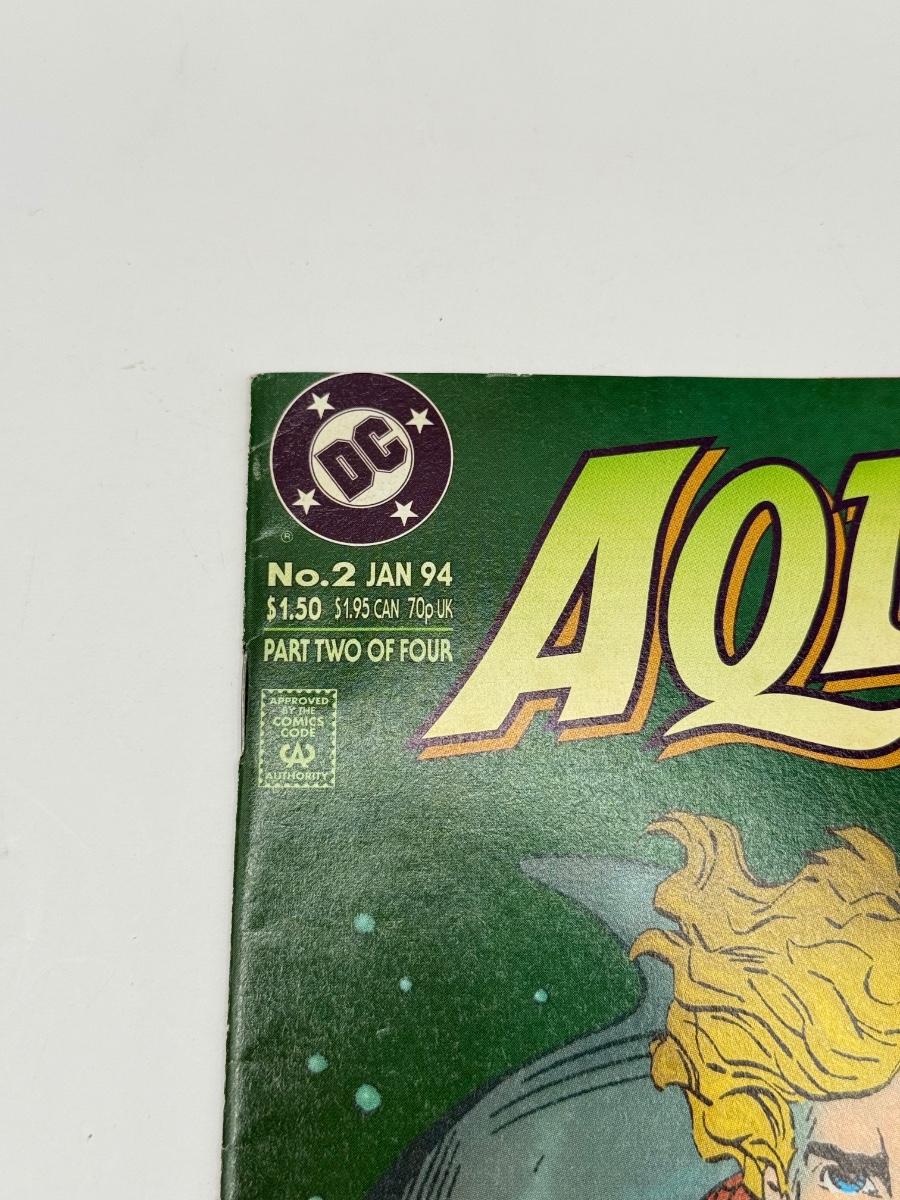 DC
®
No.2 JAN 94
$1.50 $1.95 CAN 70p UK
PART TWO OF FOUR
APPROVED
BY THE
COMICS
CODE
CA
AUTHORITY
AQ